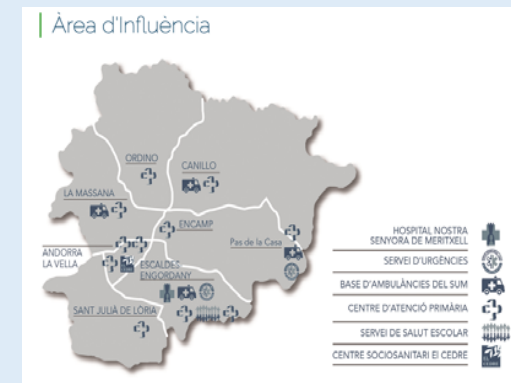 Àrea d'Influència
ORDINO
CANILLO
LA MASSANA
ENCAMP
Pas de la Casa
ANDORRA
LA VELLA
ESCALDES
ENGORDANY
SANT JULIÀ DE LÒRIA
HOSPITAL NOSTRA
SENYORA DE MERITXELL
SERVEI D'URGÈNCIES
BASE D'AMBULÀNCIES DEL SUM
CENTRE D'ATENCIÓ PRIMÀRIA
SERVEI DE SALUT ESCOLAR
CENTRE SOCIOSANITARI El CEDRE